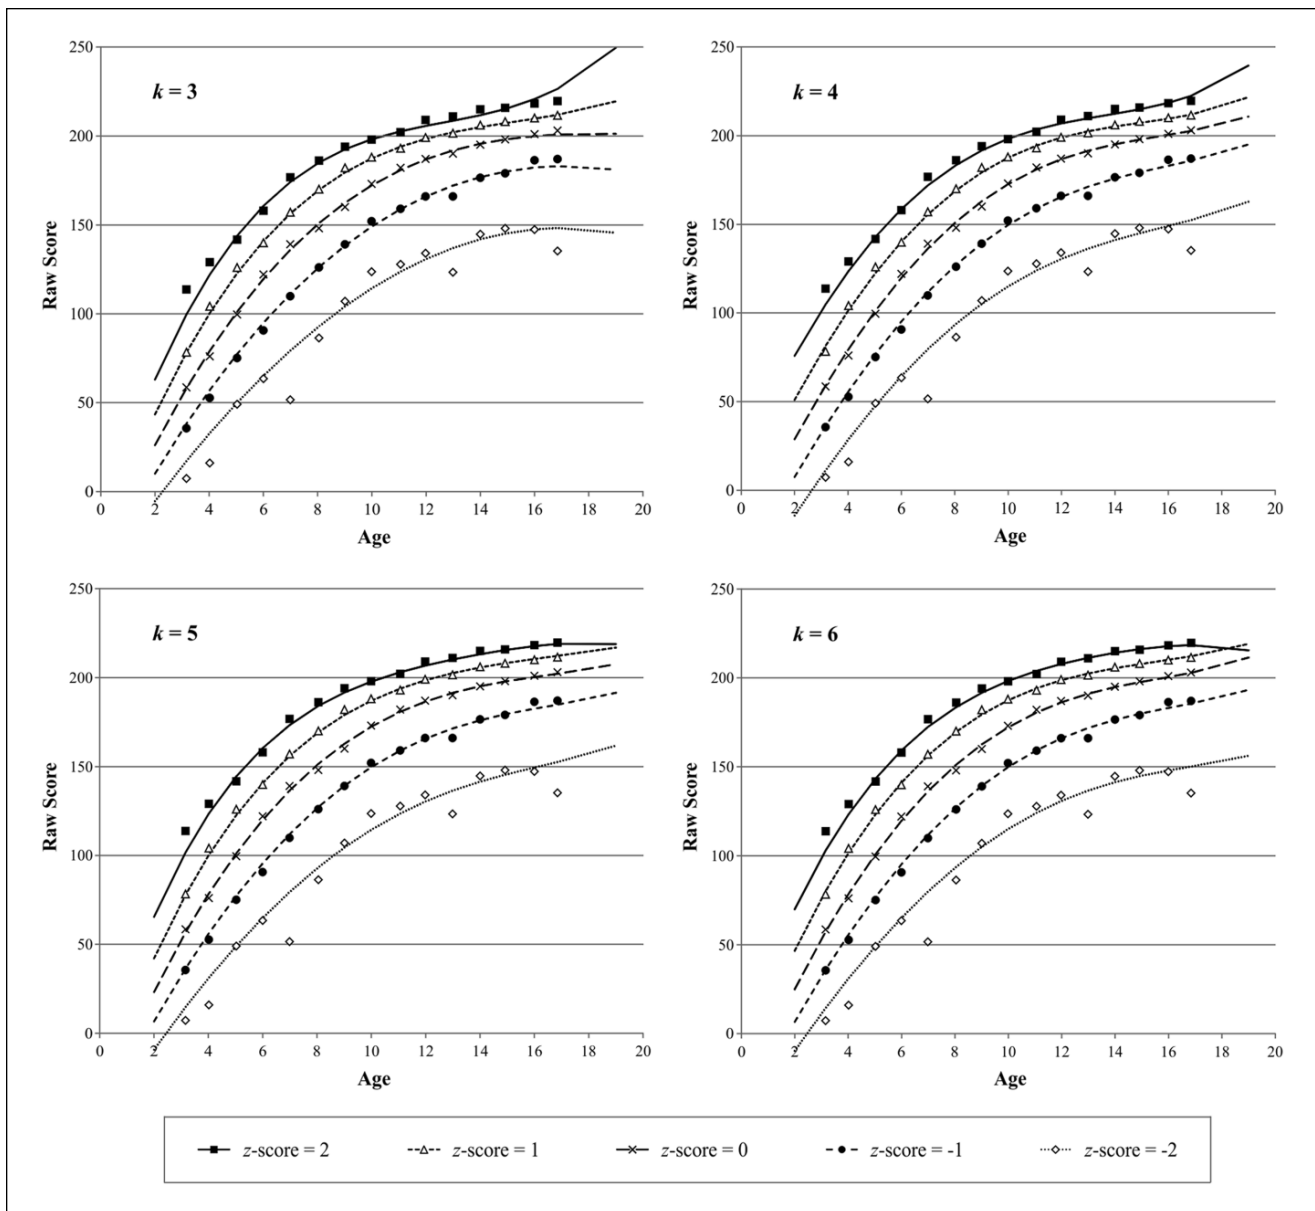 k = 3
Raw Score
250
200
150
100
50
0
0 2 4 6 8 10 12 14 16 18 20
Age
k = 4
Raw Score
250
200
150
100
50
0
0 2 4 6 8 10 12 14 16 18 20
Age
k = 5
Raw Score
250
200
150
100
50
0
0 2 4 6 8 10 12 14 16 18 20
Age
k = 6
Raw Score
250
200
150
100
50
0
0 2 4 6 8 10 12 14 16 18 20
Age
z-score = 2 z-score = 1 z-score = 0 z-score = -1 z-score = -2